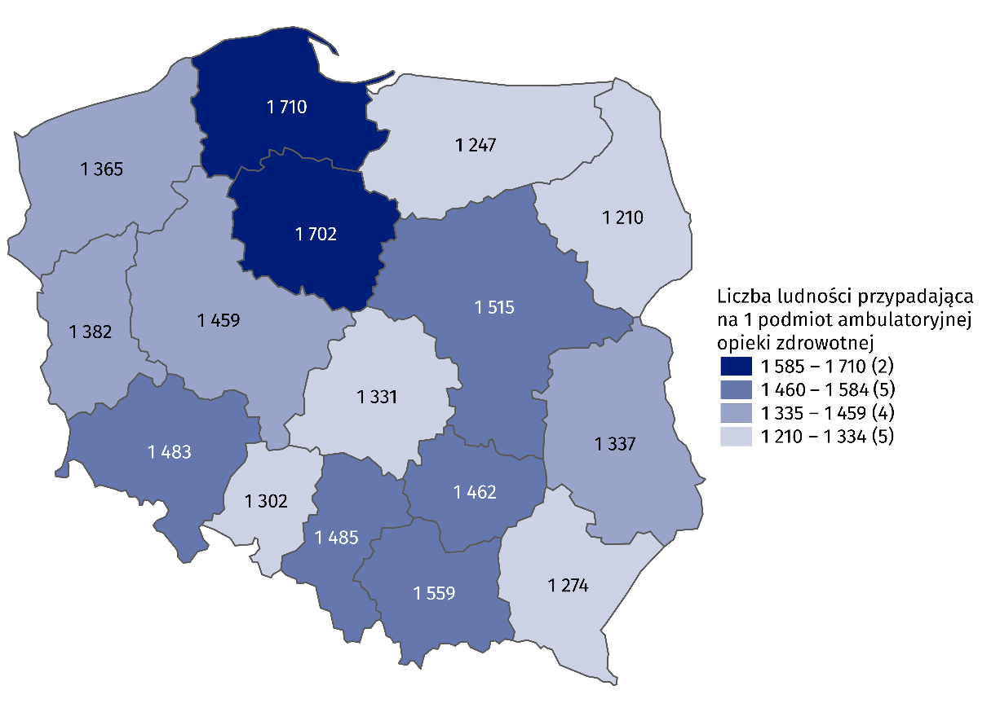 1 710
1 247
1 365
1 210
1 702
1 515
1 459
1 382
1 331
1 483
1 337
1 462
1 302
1 485
1 274
1 559
Liczba ludności przypadająca
na 1 podmiot ambulatoryjnej
opieki zdrowotnej
1 585 – 1 710 (2)
1 460 – 1 584 (5)
1 335 – 1 459 (4)
1 210 – 1 334 (5)